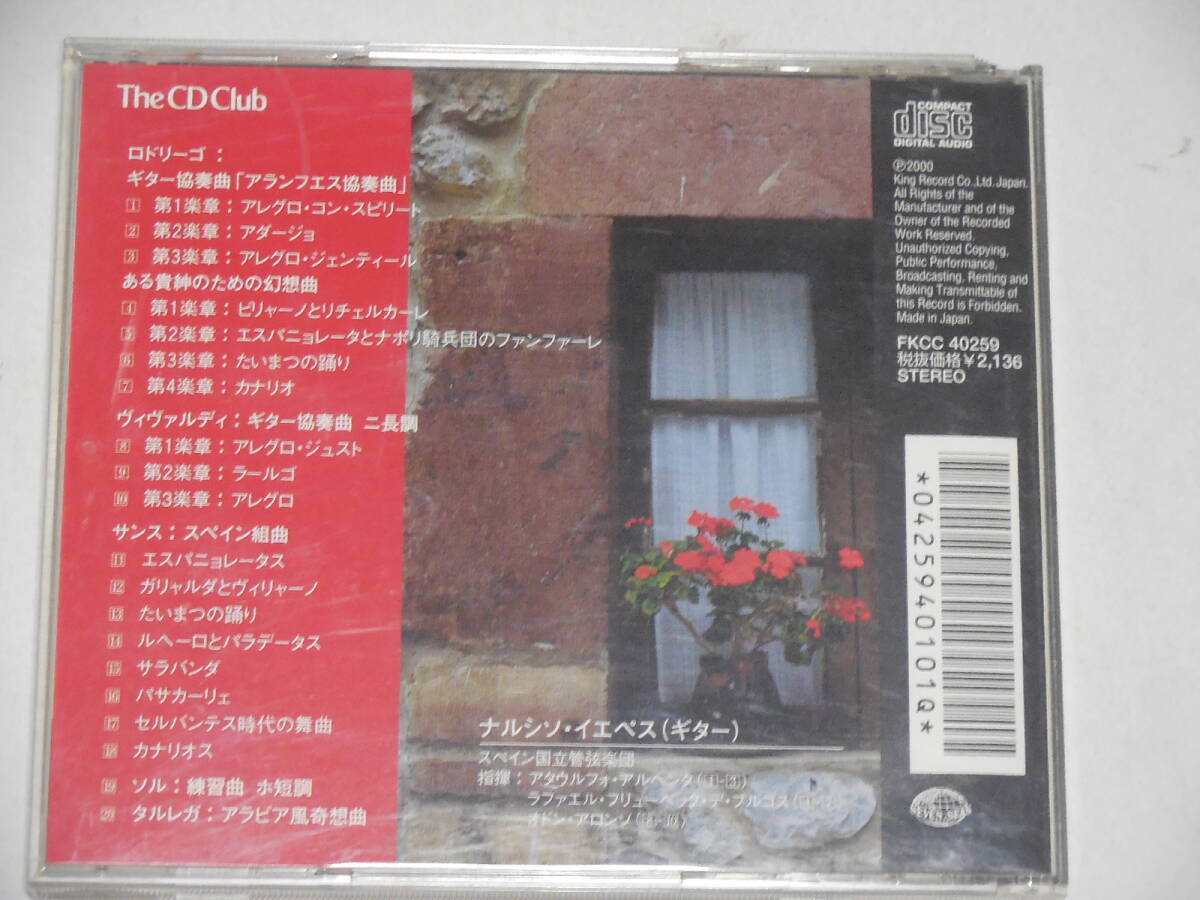 The CD Club
ロドリーゴ：
ギター協奏曲「アランフエス協奏曲」
1 第1楽章：アレグロ・コン・スピリート
2 第2楽章：アダージョ
3 第3楽章：アレグロ・ジェンティール
ある貴紳のための幻想曲
4 第1楽章：ビリャーノとリチェルカーレ
5 第2楽章：エスパニョレータとナポリ騎兵団のファンファーレ
6 第3楽章：たいまつの踊り
7 第4楽章：カナリオ
ヴィヴァルディ：ギター協奏曲 ニ長調
8 第1楽章：アレグロ・ジュスト
9 第2楽章：ラールゴ
10 第3楽章：アレグロ
サンス：スペイン組曲
11 エスパニョレータス
12 ガリャルダとヴィリャーノ
13 たいまつの踊り
14 ルヘーロとパラデータス
15 サラバンダ
16 パサカーリェ
17 セルバンテス時代の舞曲
18 カナリオス
19 ソル：練習曲 ホ短調
20 タルレガ：アラビア風奇想曲
ナルシソ・イエペス（ギター）
スペイン国立管弦楽団
指揮：アタウルフォ・アルヘンタ（1-3）
ラファエル・フリューベック・デ・ブルゴス（4-7）
オドン・アロンソ（8-10）
COMPACT
disc
DIGITAL AUDIO
Ⓟ2000
King Record Co.,Ltd. Japan.
All Rights of the
Manufacturer and of the
Owner of the Recorded
Work Reserved.
Unauthorized Copying,
Public Performance,
Broadcasting, Renting and
Making Transmittable of
this Record is Forbidden.
Made in Japan.
FKCC 40259
税抜価格￥2,136
STEREO
*0425940101Q*